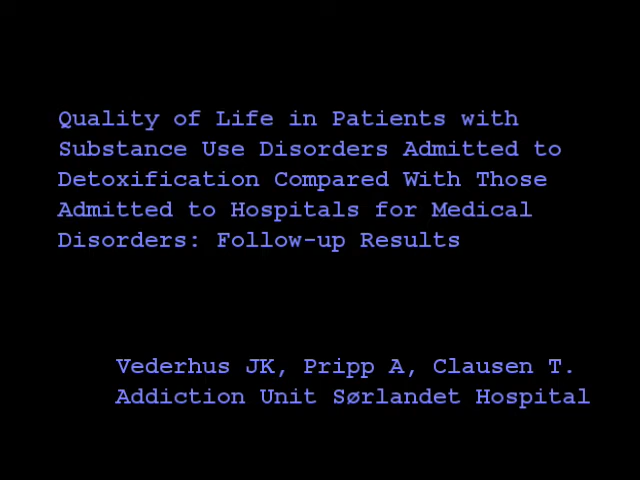 Quality of Life in Patients with
Substance Use Disorders Admitted to
Detoxification Compared With Those
Admitted to Hospitals for Medical
Disorders: Follow-up Results
Vederhus JK, Pripp A, Clausen T.
Addiction Unit Sørlandet Hospital